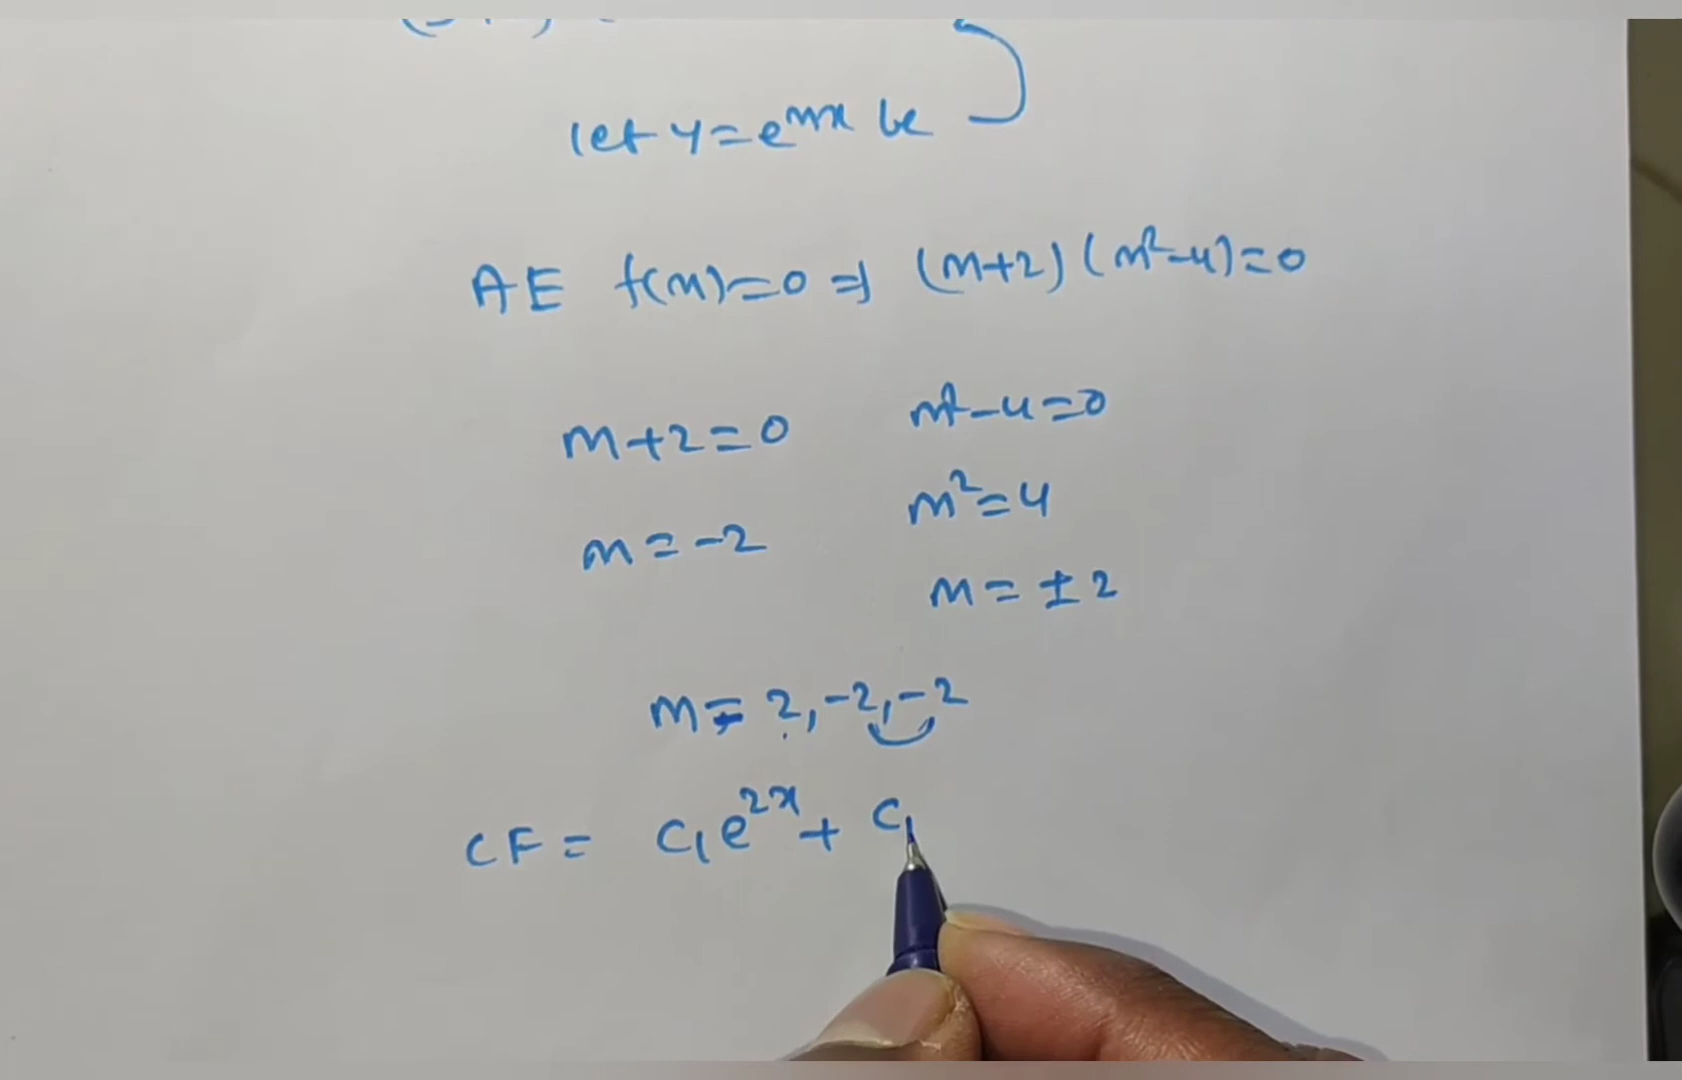 let y=e^mx be
AE f(m)=0 ⇒ (m+2)(m²-4)=0
m+2=0 m²-4=0
m=-2 m²=4
m=±2
m=2,-2,-2
CF= C₁e^2x+ C